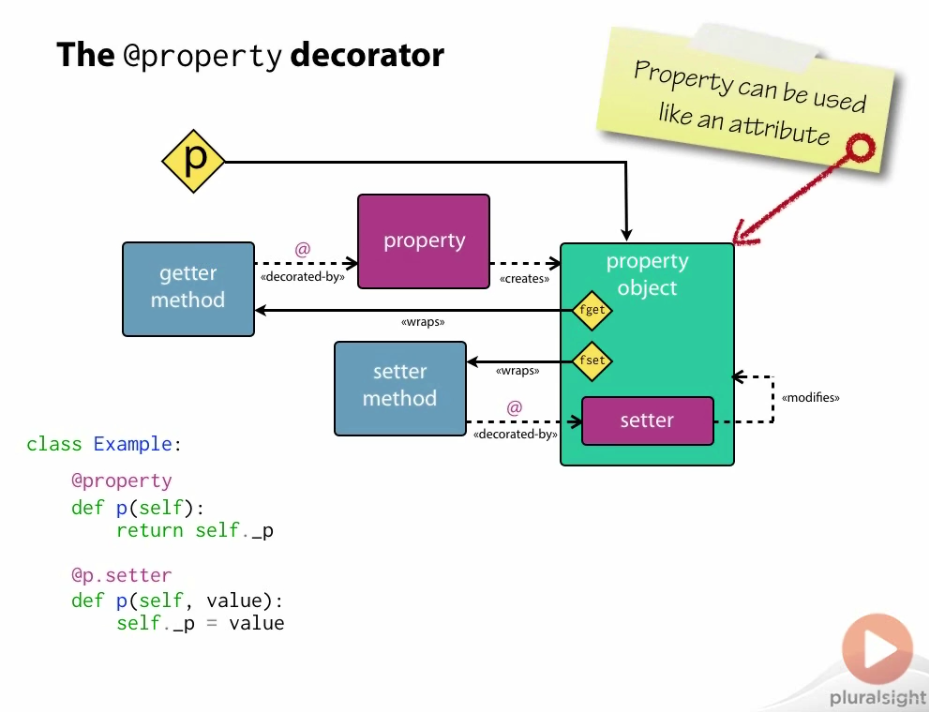 The @property decorator
Property can be used
like an attribute
p
property
@
«decorated-by»
getter
method
«creates»
property
object
fget
«wraps»
setter
method
fset
«wraps»
@
«decorated-by»
setter
«modifies»
class Example:
@property
def p(self):
return self._p
@p.setter
def p(self, value):
self._p = value
pluralsight